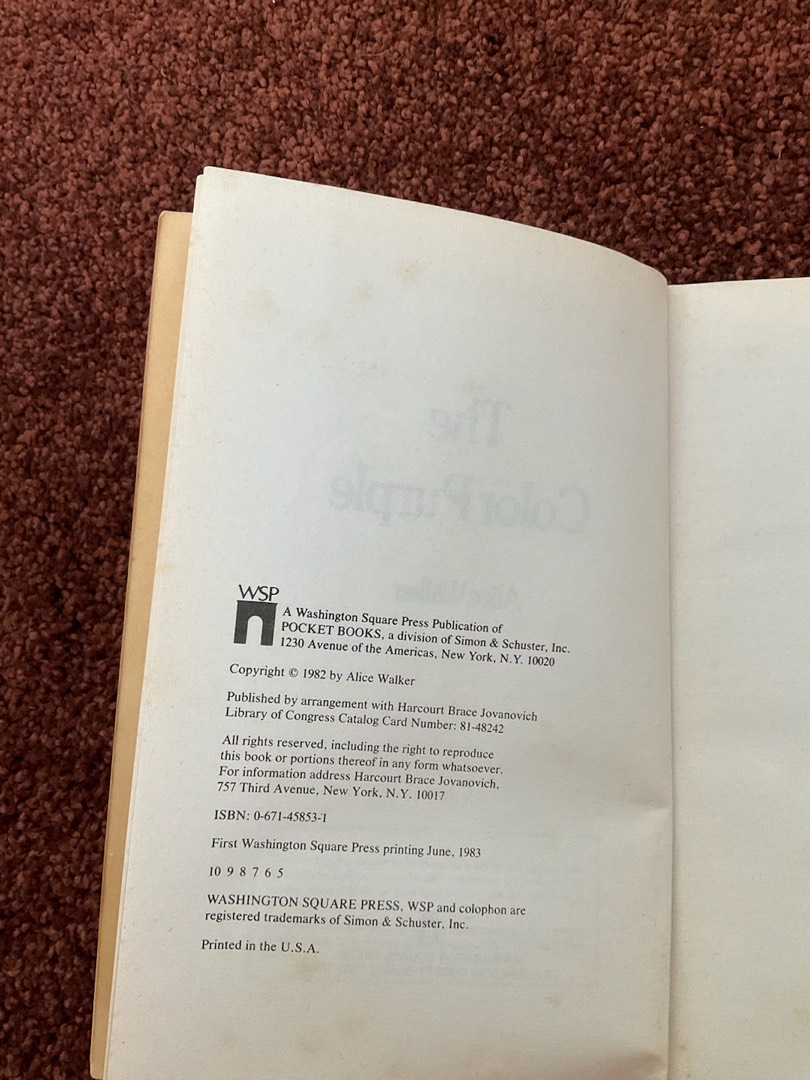 The
Color Purple
Alice Walker
WSP
A Washington Square Press Publication of
POCKET BOOKS, a division of Simon & Schuster, Inc.
1230 Avenue of the Americas, New York, N.Y. 10020
Copyright © 1982 by Alice Walker
Published by arrangement with Harcourt Brace Jovanovich
Library of Congress Catalog Card Number: 81-48242
All rights reserved, including the right to reproduce
this book or portions thereof in any form whatsoever.
For information address Harcourt Brace Jovanovich,
757 Third Avenue, New York, N.Y. 10017
ISBN: 0-671-45853-1
First Washington Square Press printing June, 1983
10 9 8 7 6 5
WASHINGTON SQUARE PRESS, WSP and colophon are
registered trademarks of Simon & Schuster, Inc.
Printed in the U.S.A.